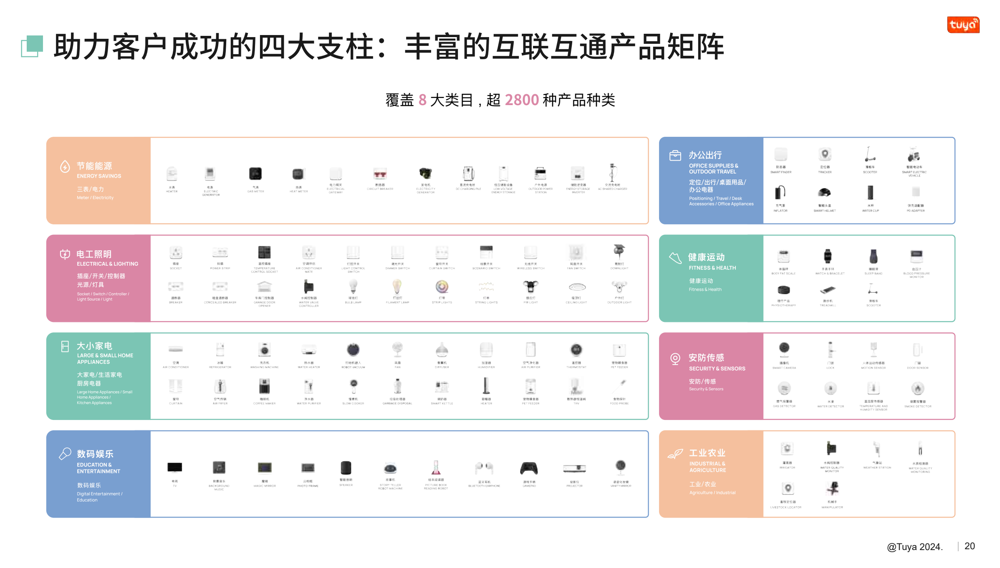 tuya
助力客户成功的四大支柱：丰富的互联互通产品矩阵
覆盖 8 大类目 , 超 2800 种产品种类
节能能源
ENERGY SAVINGS
三表/电力
Meter / Electricity
水表
HEATER
电表
ELECTRIC
GENERATOR
气表
GAS METER
热表
HEAT METER
电力网关
ELECTRICAL
GATEWAY
断路器
CIRCUIT BREAKER
发电机
ELECTRICITY
GENERATOR
直流充电桩
DC CHARGING PILE
低压储能设备
LOW VOLTAGE
ENERGY STORAGE
户外电源
OUTDOOR POWER
STATION
储能逆变器
ENERGY STORAGE
INVERTER
交流充电桩
AC SHARED CHARGER
办公出行
OFFICE SUPPLIES &
OUTDOOR TRAVEL
定位/出行/桌面用品/
办公电器
Positioning / Travel / Desk
Accessories / Office Appliances
防丢器
SMART FINDER
定位器
TRACKER
滑板车
SCOOTER
智能电动车
SMART ELECTRIC
VEHICLE
充气泵
INFLATOR
智能头盔
SMART HELMET
水杯
WATER CUP
快充适配器
PD ADAPTER
电工照明
ELECTRICAL & LIGHTING
插座/开关/控制器
光源/灯具
Socket / Switch / Controller /
Light Source / Light
插座
SOCKET
排插
POWER STRIP
温控插座
TEMPERATURE
CONTROL SOCKET
空调伴侣
AIR CONDITIONER
MATE
灯控开关
LIGHT CONTROL
SWITCH
调光开关
DIMMER SWITCH
窗帘开关
CURTAIN SWITCH
场景开关
SCENARIO SWITCH
无线开关
WIRELESS SWITCH
风扇开关
FAN SWITCH
筒射灯
DOWNLIGHT
通断器
BREAKER
暗盒通断器
CONCEALED BREAKER
车库门控制器
GARAGE DOOR
OPENER
水阀控制器
WATER VALVE
CONTROLLER
球泡灯
BULB LAMP
灯丝灯
FILAMENT LAMP
灯带
STRIP LIGHTS
灯串
STRING LIGHTS
感应灯
PIR LIGHT
吸顶灯
CEILING LIGHT
户外灯
OUTDOOR LIGHT
健康运动
FITNESS & HEALTH
健康运动
Fitness & Health
体脂秤
BODY FAT SCALE
手表手环
WATCH & BRACELET
睡眠带
SLEEP BAND
血压计
BLOOD PRESSURE
MONITOR
理疗产品
PHYSIOTHERAPY
跑步机
TREADMILL
滑板车
SCOOTER
大小家电
LARGE & SMALL HOME
APPLIANCES
大家电/生活家电
厨房电器
Large Home Appliances / Small
Home Appliances /
Kitchen Appliances
空调
AIR CONDITIONER
冰箱
REFRIGERATOR
洗衣机
WASHING MACHINE
热水器
WATER HEATER
扫地机器人
ROBOT VACUUM
风扇
FAN
香薰机
DIFFUSER
加湿器
HUMIDIFIER
空气净化器
AIR PURIFIER
温控器
THERMOSTAT
宠物喂食器
PET FEEDER
窗帘
CURTAIN
空气炸锅
AIR FRYER
咖啡机
COFFEE MAKER
净水器
WATER PURIFIER
慢煮机
SLOW COOKER
垃圾处理器
GARBAGE DISPOSAL
调奶器
SMART KETTLE
取暖器
HEATER
宠物喂食器
PET FEEDER
散热器恒温阀
TRV
食物探针
FOOD PROBE
安防传感
SECURITY & SENSORS
安防/传感
Security & Sensors
摄像机
SMART CAMERA
门锁
LOCK
人体运动传感器
MOTION SENSOR
门磁
DOOR SENSOR
燃气报警器
GAS DETECTOR
水浸
WATER DETECTOR
温湿度传感器
TEMPERATURE AND
HUMIDITY SENSOR
烟雾报警器
SMOKE DETECTOR
数码娱乐
EDUCATION &
ENTERTAINMENT
数码娱乐
Digital Entertainment /
Education
电视
TV
背景音乐
BACKGROUND
MUSIC
魔镜
MAGIC MIRROR
云相框
PHOTO FRAME
智能音响
SPEAKER
故事机
STORY TELLER
ROBOT MACHINE
绘本阅读器
PICTURE BOOK
READING ROBOT
蓝牙耳机
BLUETOOTH EARPHONE
游戏手柄
GAMEPAD
投影仪
PROJECTOR
语音化妆镜
VANITY MIRROR
工业农业
INDUSTRIAL &
AGRICULTURE
工业/农业
Agriculture / Industrial
灌溉器
IRRIGATOR
水阀控制器
WATER QUALITY
MONITOR
气象站
WEATHER STATION
水质检测器
WATER QUALITY
MONITORING
畜牧定位器
LIVESTOCK LOCATOR
机械手
MANIPULATOR
@Tuya 2024.
20